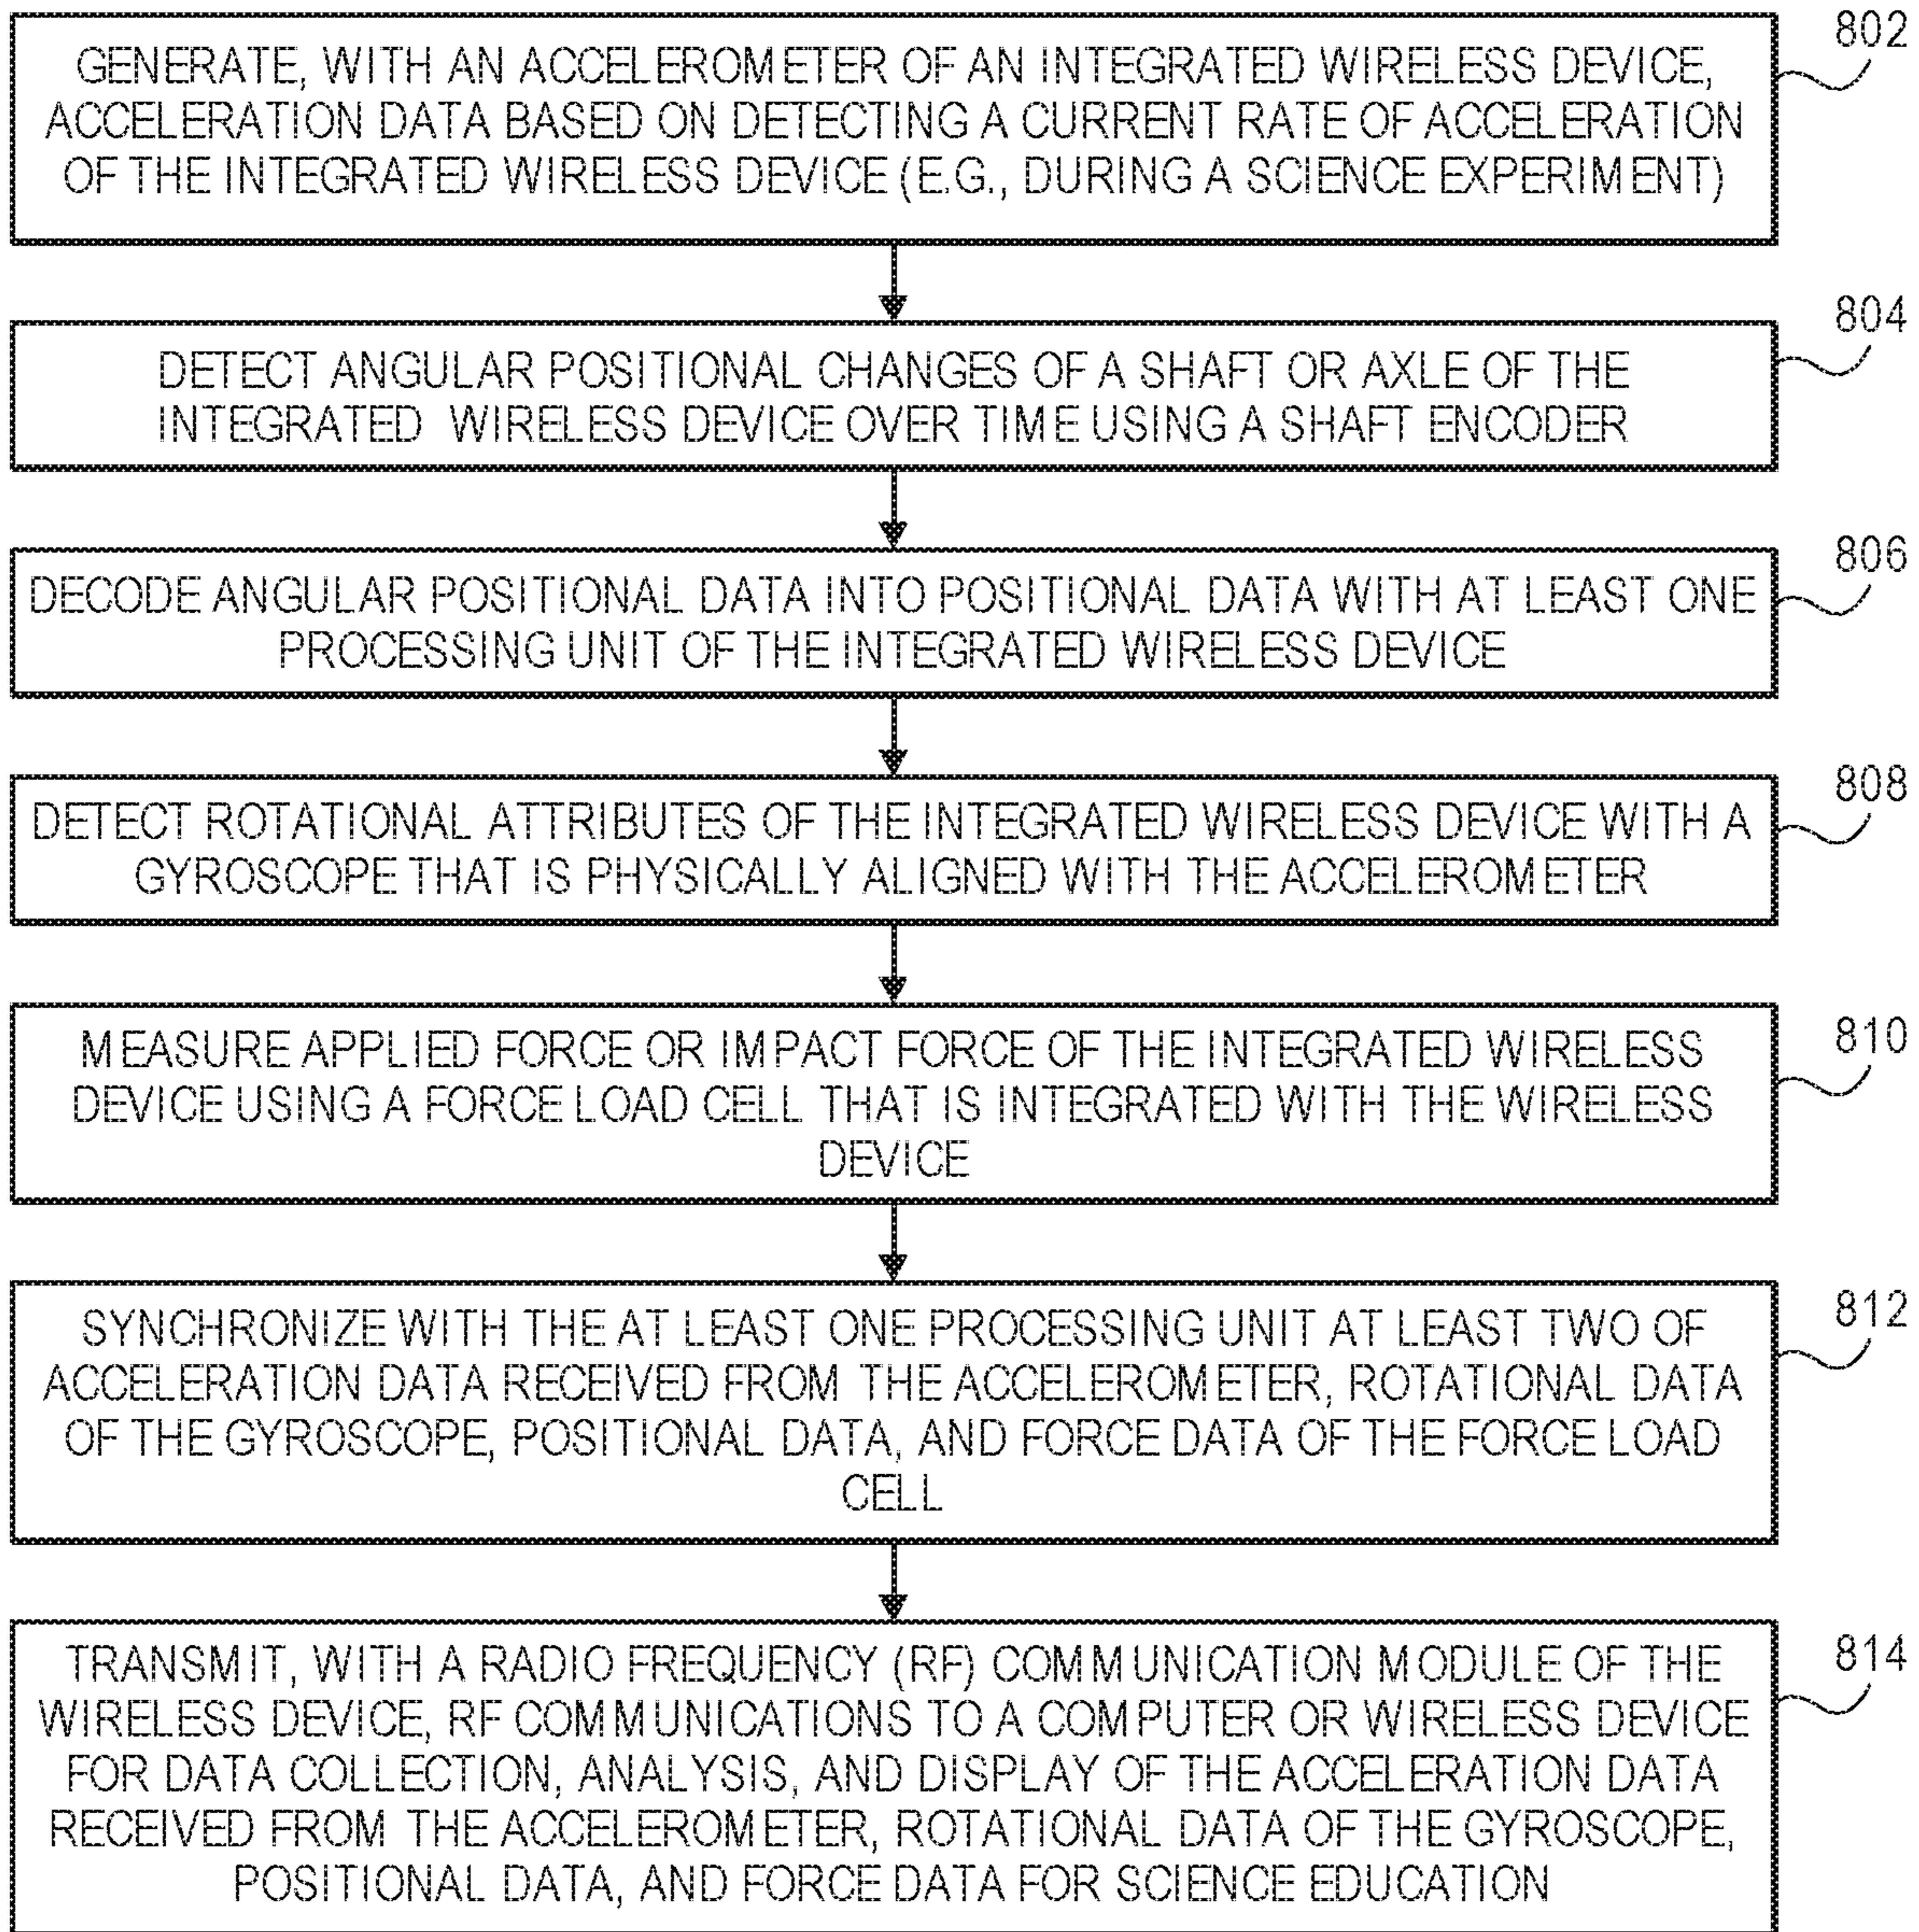 802
GENERATE, WITH AN ACCELEROMETER OF AN INTEGRATED WIRELESS DEVICE,
ACCELERATION DATA BASED ON DETECTING A CURRENT RATE OF ACCELERATION
OF THE INTEGRATED WIRELESS DEVICE (E.G., DURING A SCIENCE EXPERIMENT)
804
DETECT ANGULAR POSITIONAL CHANGES OF A SHAFT OR AXLE OF THE
INTEGRATED WIRELESS DEVICE OVER TIME USING A SHAFT ENCODER
806
DECODE ANGULAR POSITIONAL DATA INTO POSITIONAL DATA WITH AT LEAST ONE
PROCESSING UNIT OF THE INTEGRATED WIRELESS DEVICE
808
DETECT ROTATIONAL ATTRIBUTES OF THE INTEGRATED WIRELESS DEVICE WITH A
GYROSCOPE THAT IS PHYSICALLY ALIGNED WITH THE ACCELEROMETER
810
MEASURE APPLIED FORCE OR IMPACT FORCE OF THE INTEGRATED WIRELESS
DEVICE USING A FORCE LOAD CELL THAT IS INTEGRATED WITH THE WIRELESS
DEVICE
812
SYNCHRONIZE WITH THE AT LEAST ONE PROCESSING UNIT AT LEAST TWO OF
ACCELERATION DATA RECEIVED FROM THE ACCELEROMETER, ROTATIONAL DATA
OF THE GYROSCOPE, POSITIONAL DATA, AND FORCE DATA OF THE FORCE LOAD
CELL
814
TRANSMIT, WITH A RADIO FREQUENCY (RF) COMMUNICATION MODULE OF THE
WIRELESS DEVICE, RF COMMUNICATIONS TO A COMPUTER OR WIRELESS DEVICE
FOR DATA COLLECTION, ANALYSIS, AND DISPLAY OF THE ACCELERATION DATA
RECEIVED FROM THE ACCELEROMETER, ROTATIONAL DATA OF THE GYROSCOPE,
POSITIONAL DATA, AND FORCE DATA FOR SCIENCE EDUCATION